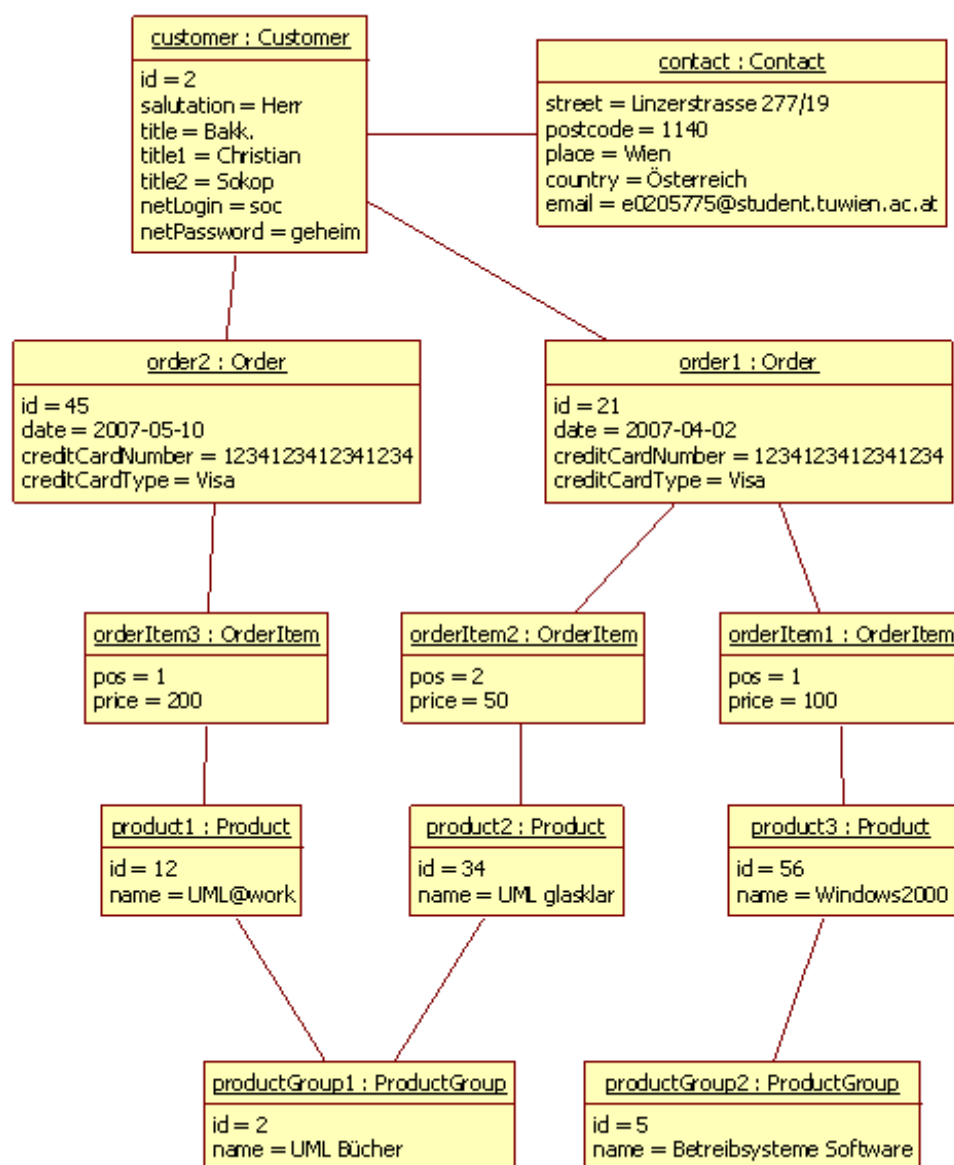 customer : Customer
id = 2
salutation = Herr
title = Bakk.
title1 = Christian
title2 = Sokop
netLogin = soc
netPassword = geheim
contact : Contact
street = Linzerstrasse 277/19
postcode = 1140
place = Wien
country = Österreich
email = e0205775@student.tuwien.ac.at
order2 : Order
id = 45
date = 2007-05-10
creditCardNumber = 1234123412341234
creditCardType = Visa
order1 : Order
id = 21
date = 2007-04-02
creditCardNumber = 1234123412341234
creditCardType = Visa
orderItem3 : OrderItem
pos = 1
price = 200
orderItem2 : OrderItem
pos = 2
price = 50
orderItem1 : OrderItem
pos = 1
price = 100
product1 : Product
id = 12
name = UML@work
product2 : Product
id = 34
name = UML glasklar
product3 : Product
id = 56
name = Windows2000
productGroup1 : ProductGroup
id = 2
name = UML Bücher
productGroup2 : ProductGroup
id = 5
name = Betreibsysteme Software